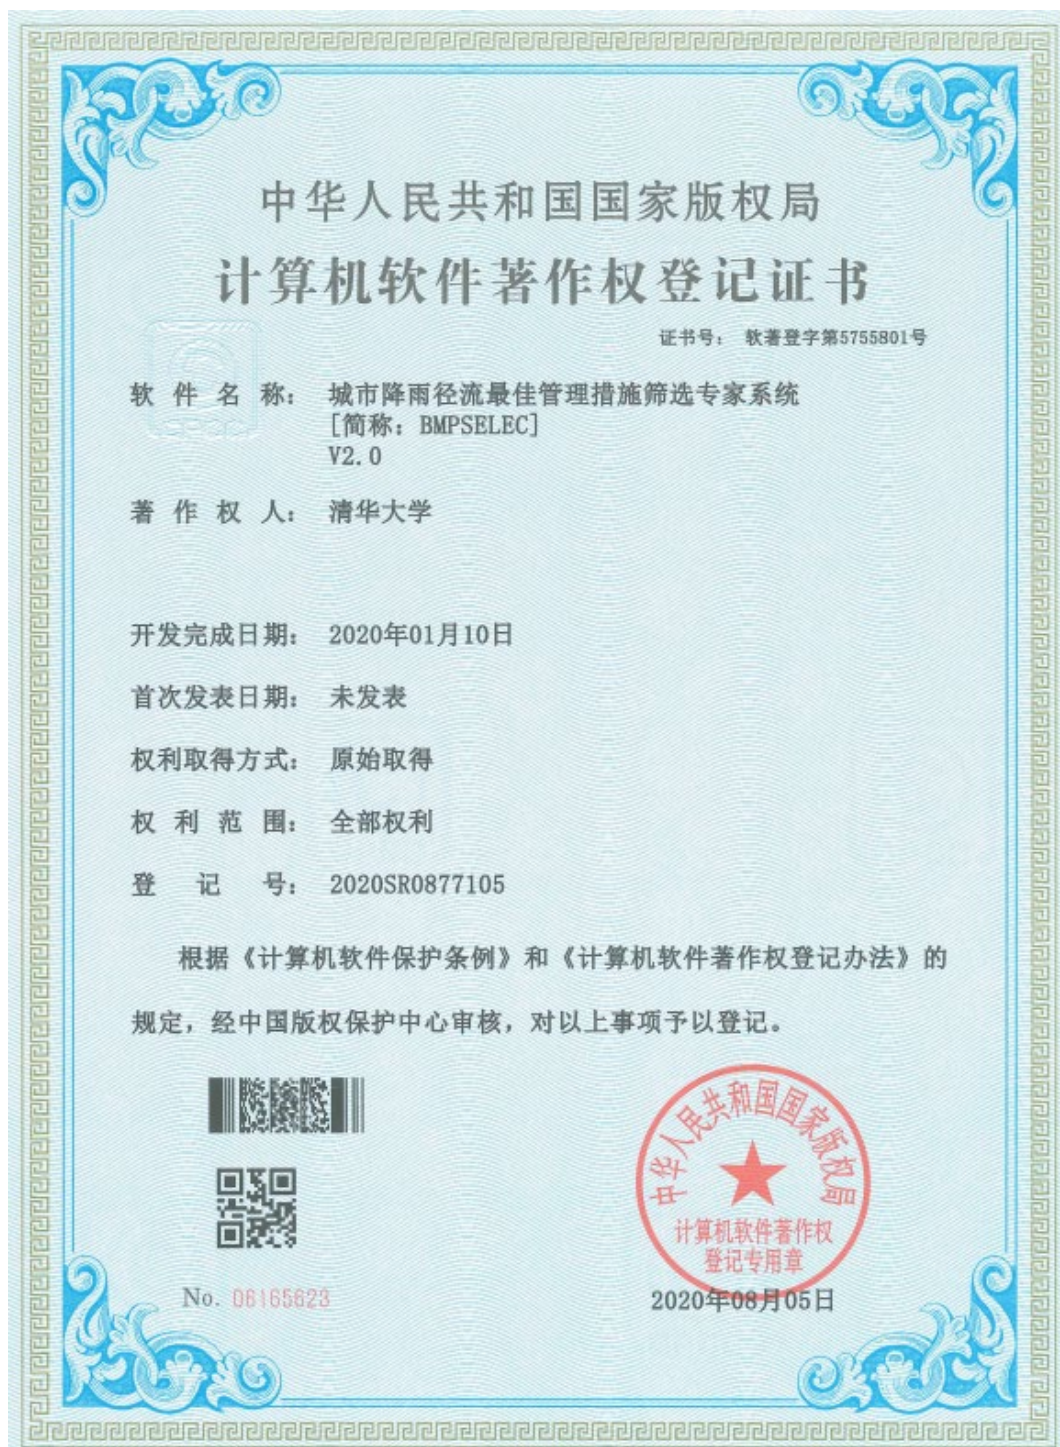 中华人民共和国国家版权局
计算机软件著作权登记证书
证书号： 软著登字第5755801号
软件名称： 城市降雨径流最佳管理措施筛选专家系统
[简称：BMPSELEC]
V2.0
著作权人： 清华大学
开发完成日期： 2020年01月10日
首次发表日期： 未发表
权利取得方式： 原始取得
权利范围： 全部权利
登记号： 2020SR0877105
根据《计算机软件保护条例》和《计算机软件著作权登记办法》的
规定，经中国版权保护中心审核，对以上事项予以登记。
中华人民共和国国家版权局
计算机软件著作权
登记专用章
No. 06165623
2020年08月05日